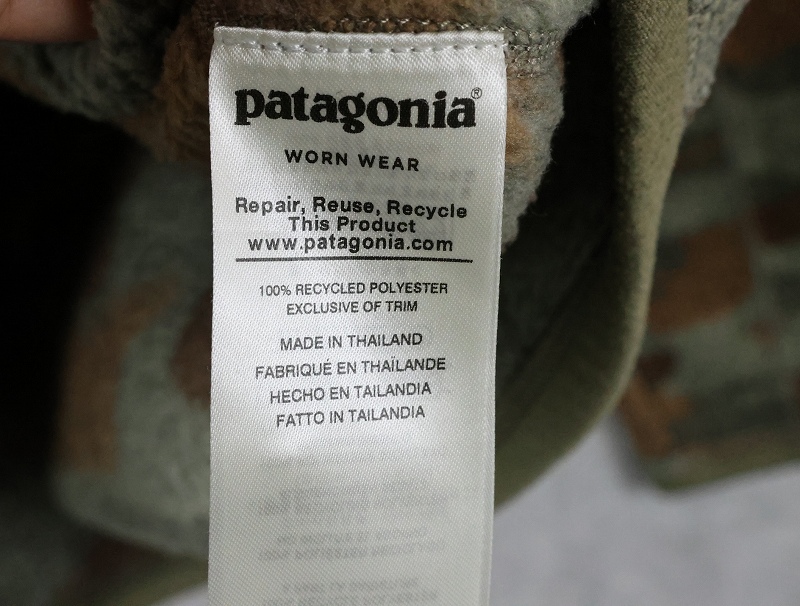 patagonia®
WORN WEAR
Repair, Reuse, Recycle
This Product
www.patagonia.com
100% RECYCLED POLYESTER
EXCLUSIVE OF TRIM
MADE IN THAILAND
FABRIQUÉ EN THAÏLANDE
HECHO EN TAILANDIA
FATTO IN TAILANDIA